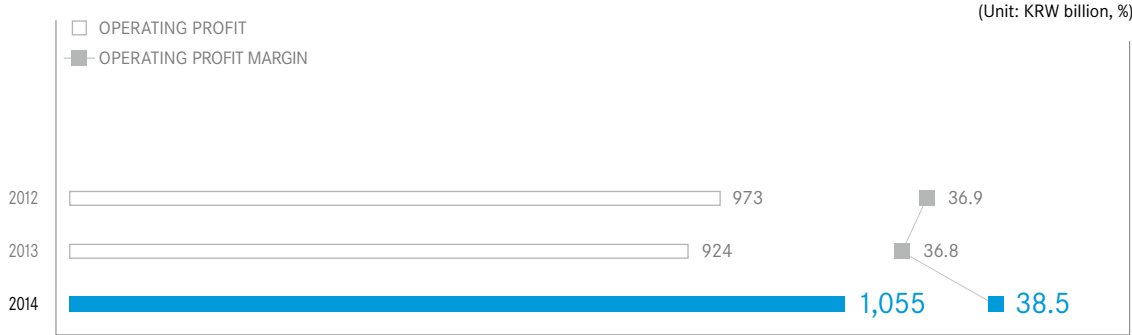 (Unit: KRW billion, %)
OPERATING PROFIT
OPERATING PROFIT MARGIN
2012 973 36.9
2013 924 36.8
2014 1,055 38.5